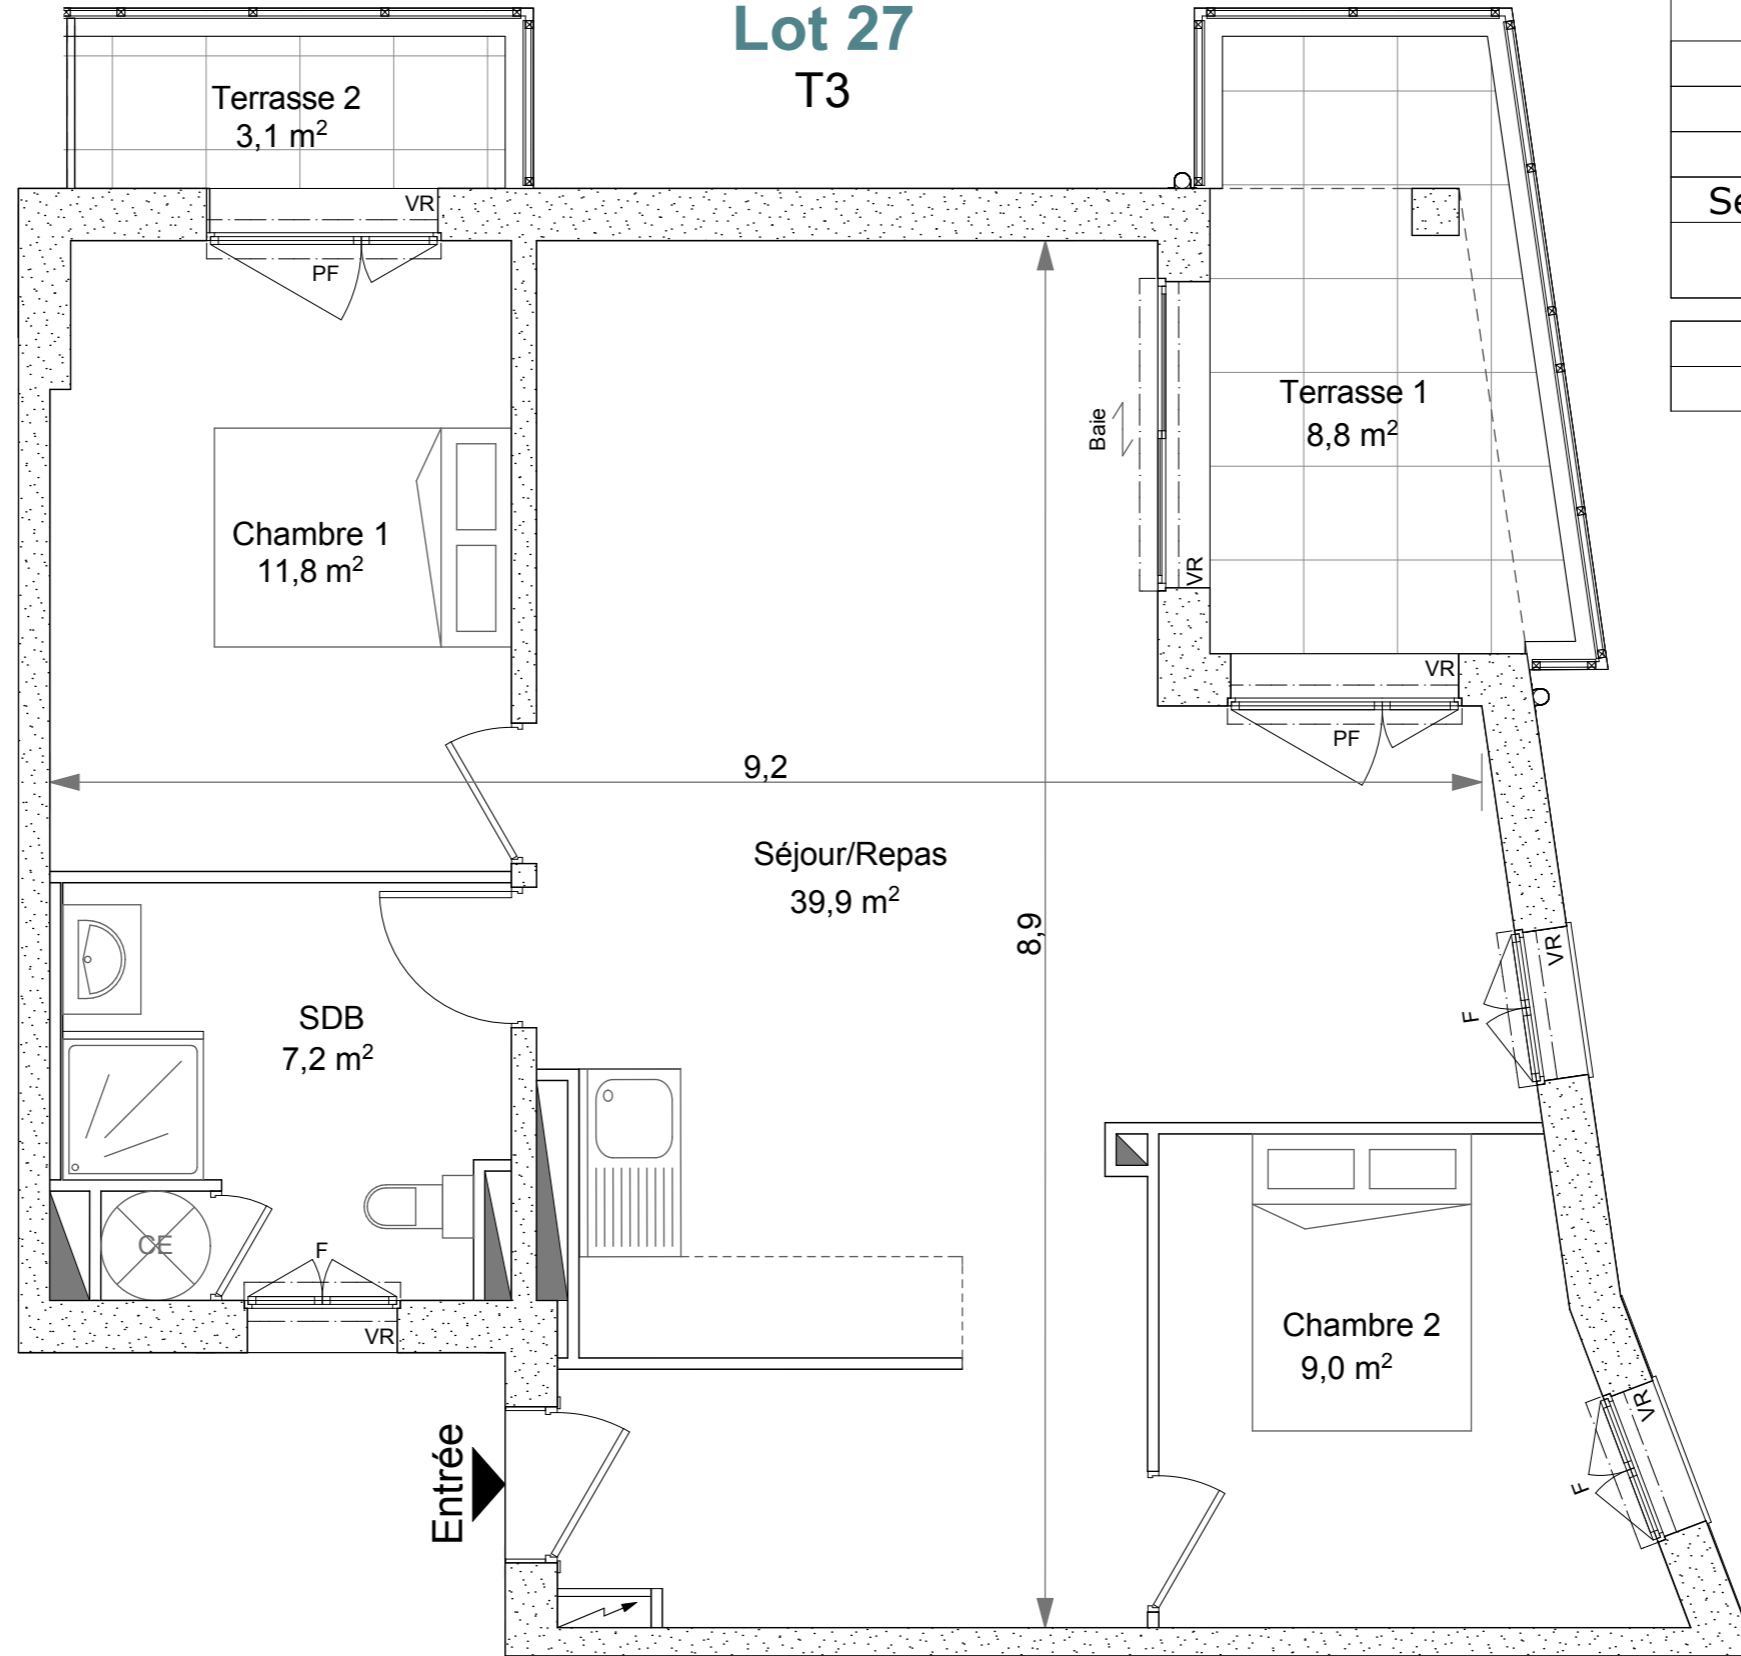 Lot 27
T3
Terrasse 2
3,1 m²
VR
PF
Terrasse 1
8,8 m²
Baie
VR
VR
PF
Chambre 1
11,8 m²
9,2
Séjour/Repas
39,9 m²
8,9
VR
F
SDB
7,2 m²
CE
F
VR
Chambre 2
9,0 m²
VR
F
Entrée